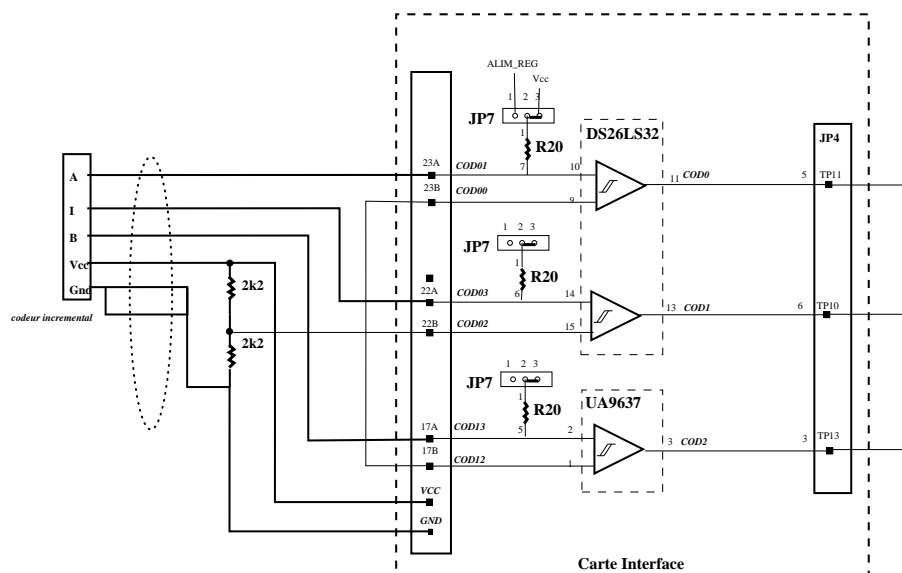 ALIM_REG
Vcc
1 2 3
JP7
1
R20
7
DS26LS32
JP4
23A COD01
10
23B COD00
9
11 COD0
5 TP11
A
I
B
Vcc
Gnd
codeur incremental
2k2
2k2
1 2 3
JP7
1
R20
6
22A COD03
14
22B COD02
15
13 COD1
6 TP10
1 2 3
JP7
1
R20
5
UA9637
17A COD13
2
17B COD12
1
3 COD2
3 TP13
VCC
GND
Carte Interface